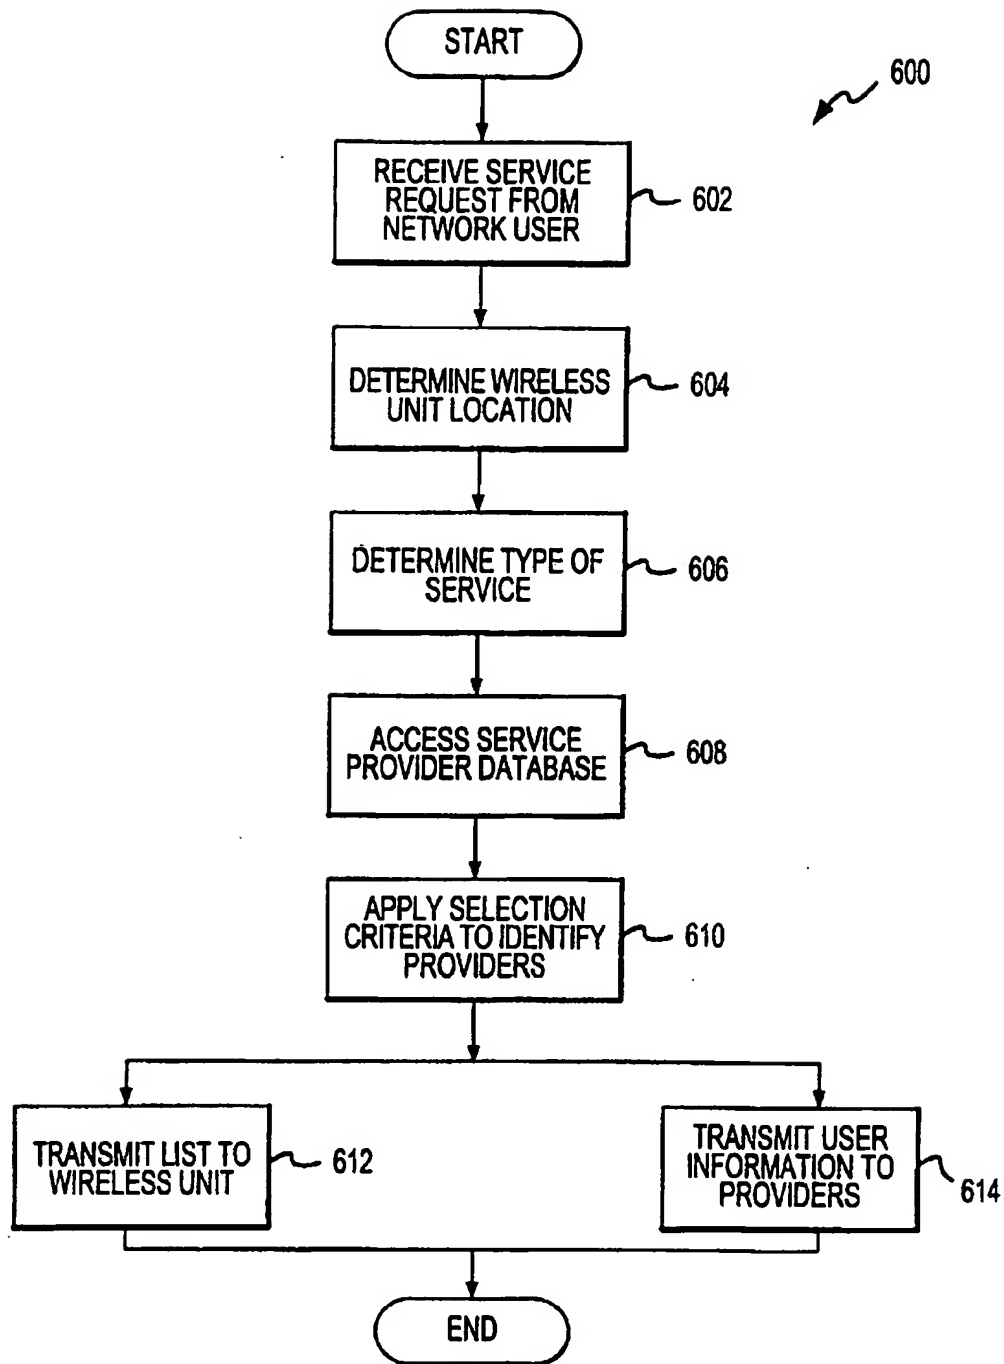 START
600
RECEIVE SERVICE
REQUEST FROM
NETWORK USER
602
DETERMINE WIRELESS
UNIT LOCATION
604
DETERMINE TYPE OF
SERVICE
606
ACCESS SERVICE
PROVIDER DATABASE
608
APPLY SELECTION
CRITERIA TO IDENTIFY
PROVIDERS
610
TRANSMIT LIST TO
WIRELESS UNIT
612
TRANSMIT USER
INFORMATION TO
PROVIDERS
614
END